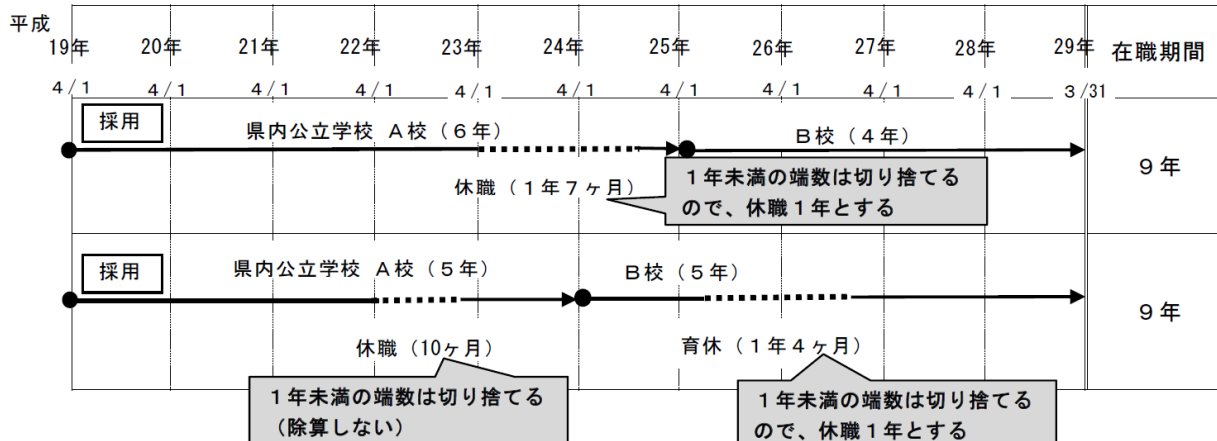 平成
19年 20年 21年 22年 23年 24年 25年 26年 27年 28年 29年 在職期間
4/1 4/1 4/1 4/1 4/1 4/1 4/1 4/1 4/1 4/1 3/31
採用
県内公立学校 A校(6年)
B校(4年)
9年
休職(1年7ヶ月)
1年未満の端数は切り捨てる
ので、休職1年とする
採用
県内公立学校 A校(5年)
B校(5年)
9年
休職(10ヶ月)
育休(1年4ヶ月)
1年未満の端数は切り捨てる
(除算しない)
1年未満の端数は切り捨てる
ので、休職1年とする